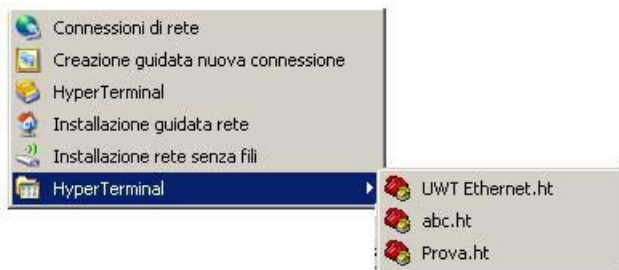 Connessioni di rete
Creazione guidata nuova connessione
HyperTerminal
Installazione guidata rete
Installazione rete senza fili
HyperTerminal
UWT Ethernet.ht
abc.ht
Prova.ht